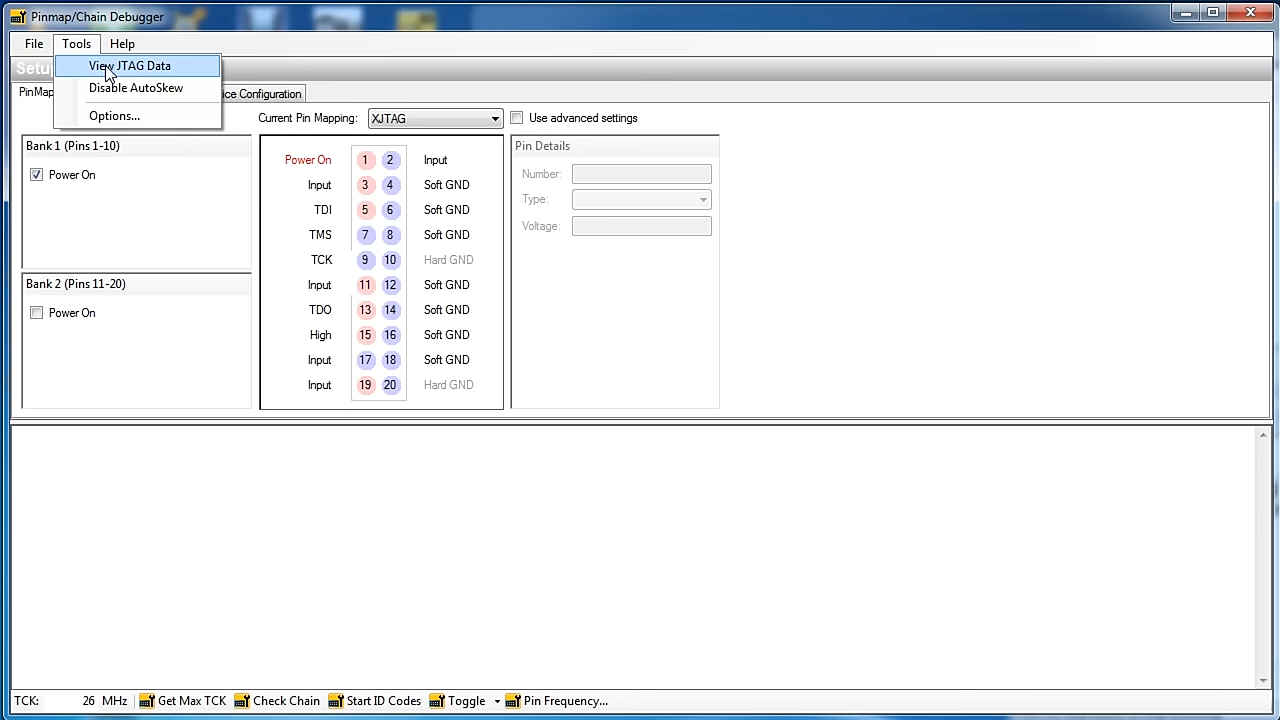 Pinmap/Chain Debugger
File Tools Help
View JTAG Data
Disable AutoSkew
Options...
Setu
PinMap
ice Configuration
Current Pin Mapping: XJTAG Use advanced settings
Bank 1 (Pins 1-10)
Power On
Bank 2 (Pins 11-20)
Power On
Power On 1 2 Input
Input 3 4 Soft GND
TDI 5 6 Soft GND
TMS 7 8 Soft GND
TCK 9 10 Hard GND
Input 11 12 Soft GND
TDO 13 14 Soft GND
High 15 16 Soft GND
Input 17 18 Soft GND
Input 19 20 Hard GND
Pin Details
Number:
Type:
Voltage:
TCK: 26 MHz Get Max TCK Check Chain Start ID Codes Toggle Pin Frequency...